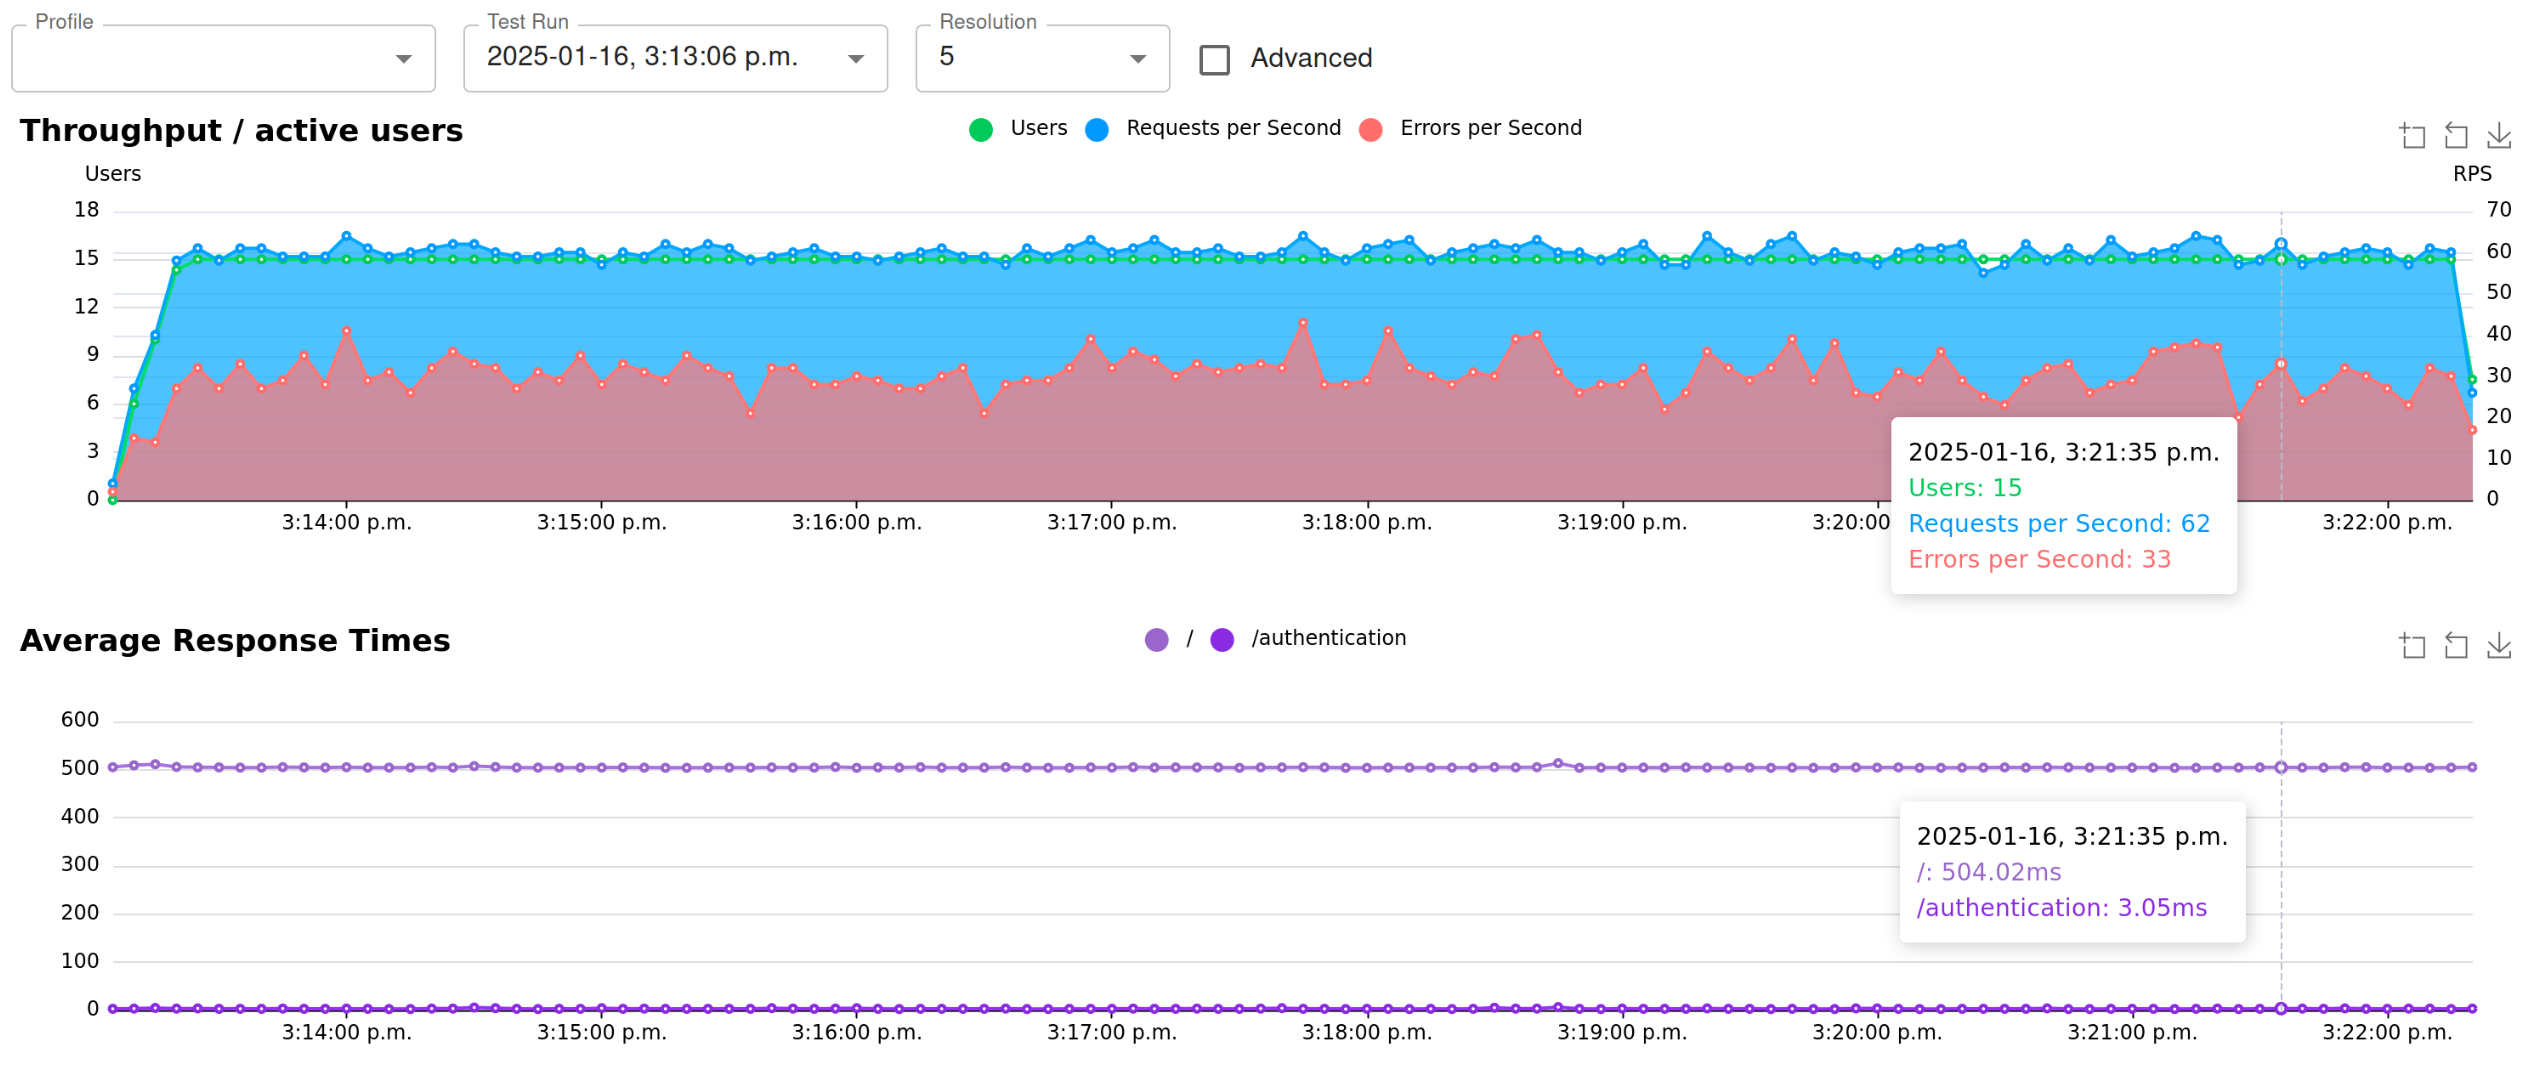 Profile
Test Run
Resolution
2025-01-16, 3:13:06 p.m.
5
Advanced
Throughput / active users
Users
Requests per Second
Errors per Second
Users
RPS
18
15
12
9
6
3
0
70
60
50
40
30
20
10
0
3:14:00 p.m.
3:15:00 p.m.
3:16:00 p.m.
3:17:00 p.m.
3:18:00 p.m.
3:19:00 p.m.
3:20:00
3:22:00 p.m.
2025-01-16, 3:21:35 p.m.
Users: 15
Requests per Second: 62
Errors per Second: 33
Average Response Times
/
/authentication
600
500
400
300
200
100
0
2025-01-16, 3:21:35 p.m.
/: 504.02ms
/authentication: 3.05ms
3:14:00 p.m.
3:15:00 p.m.
3:16:00 p.m.
3:17:00 p.m.
3:18:00 p.m.
3:19:00 p.m.
3:20:00 p.m.
3:21:00 p.m.
3:22:00 p.m.